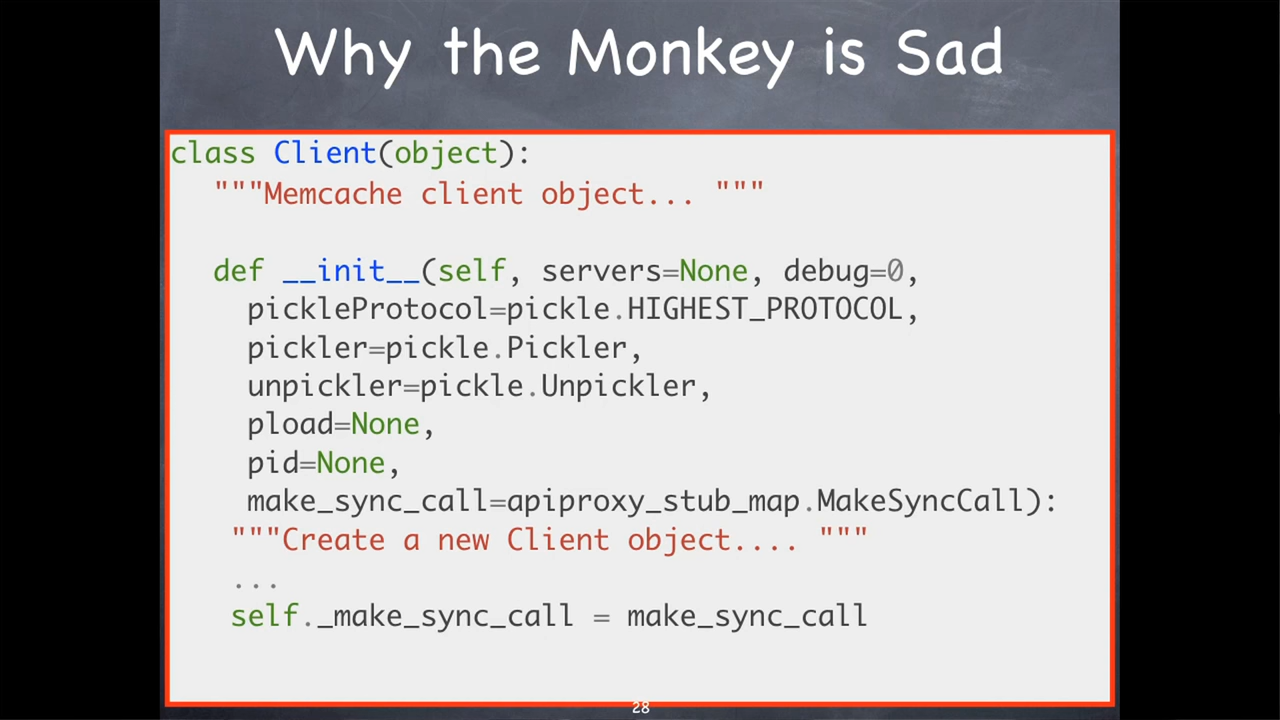 Why the Monkey is Sad
class Client(object):
"""Memcache client object... """
def __init__(self, servers=None, debug=0,
pickleProtocol=pickle.HIGHEST_PROTOCOL,
pickler=pickle.Pickler,
unpickler=pickle.Unpickler,
pload=None,
pid=None,
make_sync_call=apiproxy_stub_map.MakeSyncCall):
"""Create a new Client object.... """
...
self._make_sync_call = make_sync_call
28